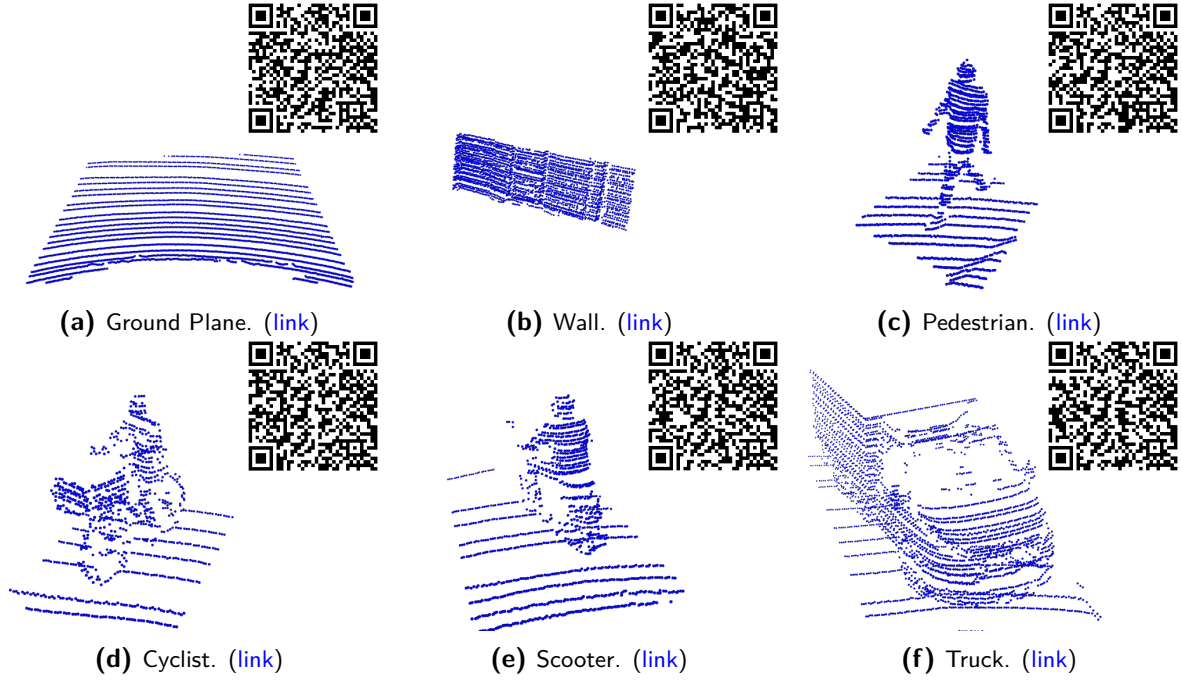 (a) Ground Plane. (link)
(b) Wall. (link)
(c) Pedestrian. (link)
(d) Cyclist. (link)
(e) Scooter. (link)
(f) Truck. (link)